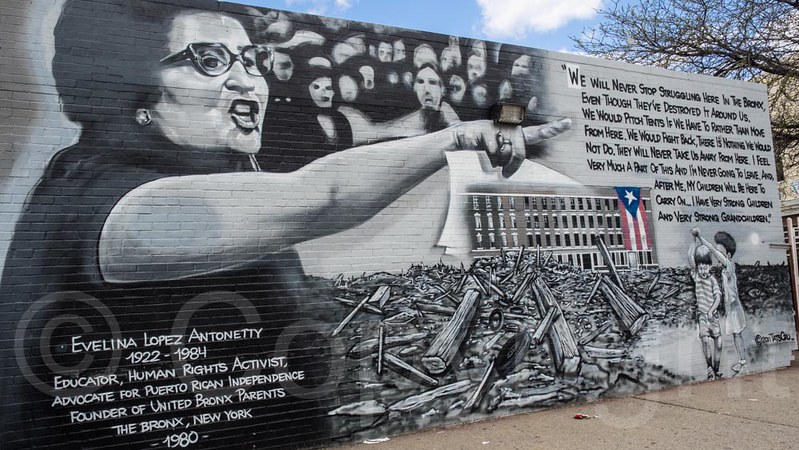 "We Will Never Stop Struggling Here In The Bronx,
Even Though They've Destroyed It Around Us.
We Would Pitch Tents If We Have To Rather Than Move
From Here. We Would Fight Back, There Is Nothing We Would
Not Do. They Will Never Take Us Away From Here. I Feel
Very Much A Part Of This And I'm Never Going To Leave. And,
After Me, My Children Will Be Here To
Carry On... I Have Very Strong Children
And Very Strong Grandchildren."
Evelina Lopez Antonetty
1922 - 1984
Educator, Human Rights Activist,
Advocate for Puerto Rican Independence
Founder of United Bronx Parents
The Bronx, New York
- 1980 -
© Copyright